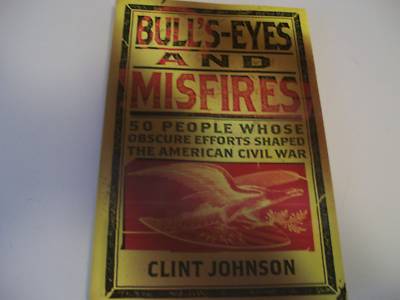 BULL'S-EYES
AND
MISFIRES
50 PEOPLE WHOSE
OBSCURE EFFORTS SHAPED
THE AMERICAN CIVIL WAR
CLINT JOHNSON